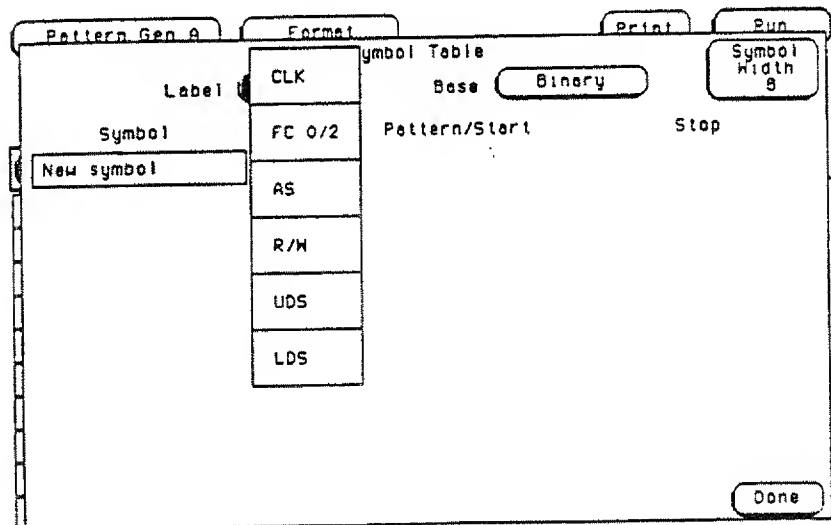 Pattern Gen A Format Print Run
ymbol Table
Symbol
Width
8
Label
Base Binary
CLK
Symbol
FC 0/2
Pattern/Start
Stop
New symbol
AS
R/W
UDS
LDS
Done